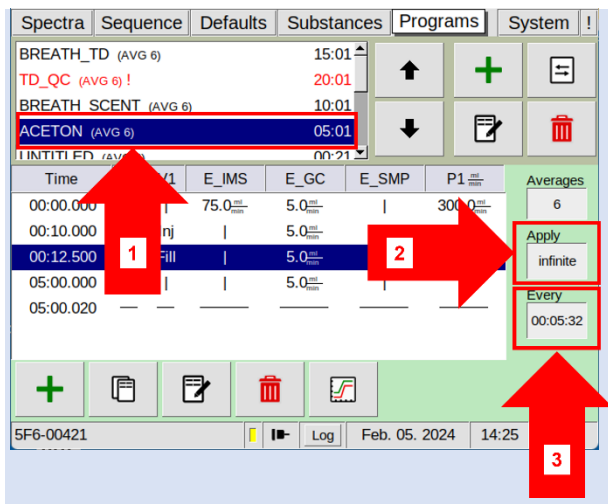 Spectra Sequence Defaults Substances Programs System !
BREATH_TD (AVG 6) 15:01
TD_QC (AVG 6) ! 20:01
BREATH_SCENT (AVG 6) 10:01
ACETON (AVG 6) 05:01
UNTITLED 00:21
Time E_IMS E_GC E_SMP P1 ml/min Averages
00:00.000 | 75.0 ml/min 5.0 ml/min | 300.0 ml/min 6
00:10.000 | 5.0 ml/min Apply
1 2 infinite
00:12.500 Fill | 5.0 ml/min
05:00.000 | | 5.0 ml/min | Every
05:00.020 — — — — — — 00:05:32
5F6-00421 Log Feb. 05. 2024 14:25
3